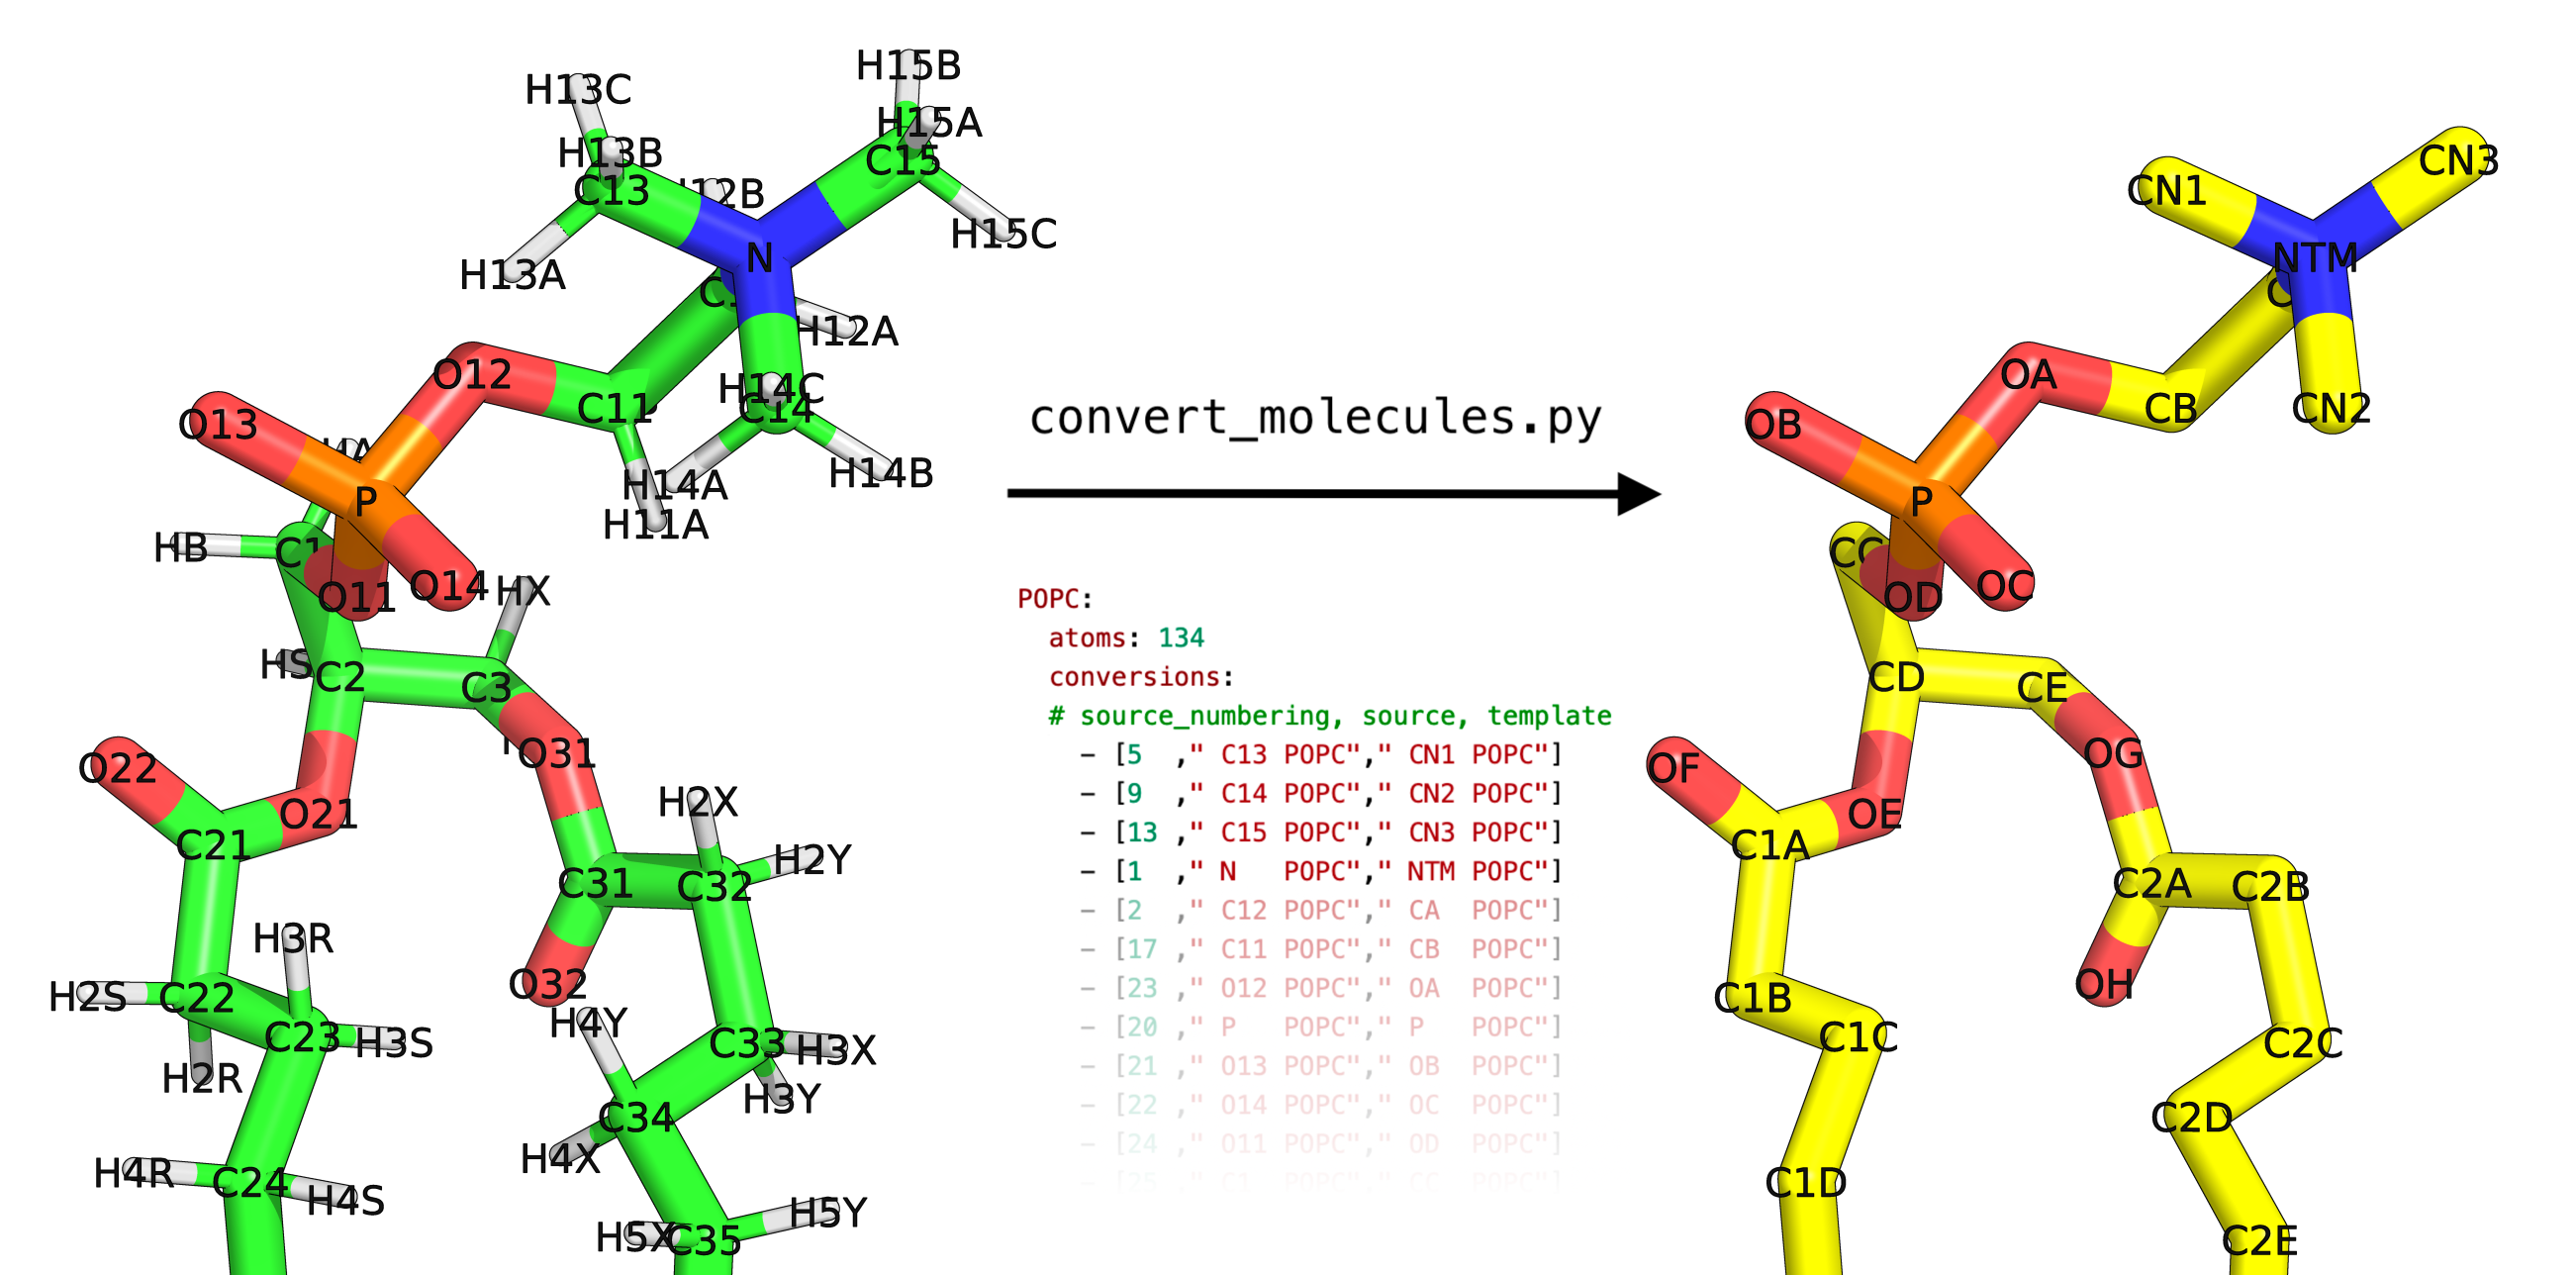 H15B
H13C
H15A
H13B
C15
C13
H15C
N
H13A
H12A
O12
H14C
C14
C11
O13
H14B
H14A
P
H11A
HB
C1
O14
HX
O11
HS
C2
C3
O31
O22
H2X
O21
C21
H2Y
C31
C32
H3R
O32
H2S
C22
H4Y
C23
H3S
C33
H3X
H2R
H3Y
C34
H4X
H4R
C24
H4S
H5Y
H5X
C35
convert_molecules.py
POPC:
atoms: 134
conversions:
# source_numbering, source, template
– [5 ," C13 POPC"," CN1 POPC"]
– [9 ," C14 POPC"," CN2 POPC"]
– [13 ," C15 POPC"," CN3 POPC"]
– [1 ," N POPC"," NTM POPC"]
– [2 ," C12 POPC"," CA POPC"]
– [17 ," C11 POPC"," CB POPC"]
– [23 ," O12 POPC"," OA POPC"]
– [20 ," P POPC"," P POPC"]
– [21 ," O13 POPC"," OB POPC"]
– [22 ," O14 POPC"," OC POPC"]
– [24 ," O11 POPC"," OD POPC"]
– [25 ," C1 POPC"," CC POPC"]
CN3
CN1
NTM
OA
CB
CN2
OB
P
CC
OC
OD
CD
CE
OG
OF
OE
C1A
C2A
C2B
OH
C1B
C1C
C2C
C2D
C1D
C2E